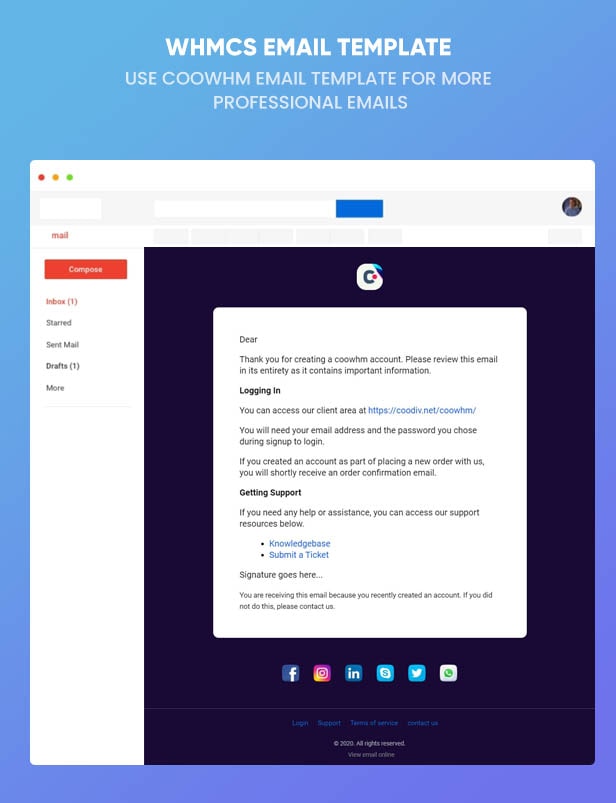 WHMCS EMAIL TEMPLATE
USE COOWHM EMAIL TEMPLATE FOR MORE
PROFESSIONAL EMAILS
mail
Compose
Inbox (1)
Starred
Sent Mail
Drafts (1)
More
Dear
Thank you for creating a coowhm account. Please review this email
in its entirety as it contains important information.
Logging In
You can access our client area at https://coodiv.net/coowhm/
You will need your email address and the password you chose
during signup to login.
If you created an account as part of placing a new order with us,
you will shortly receive an order confirmation email.
Getting Support
If you need any help or assistance, you can access our support
resources below.
• Knowledgebase
• Submit a Ticket
Signature goes here...
You are receiving this email because you recently created an account. If you did
not do this, please contact us.
Login Support Terms of service contact us
© 2020. All rights reserved.
View email online